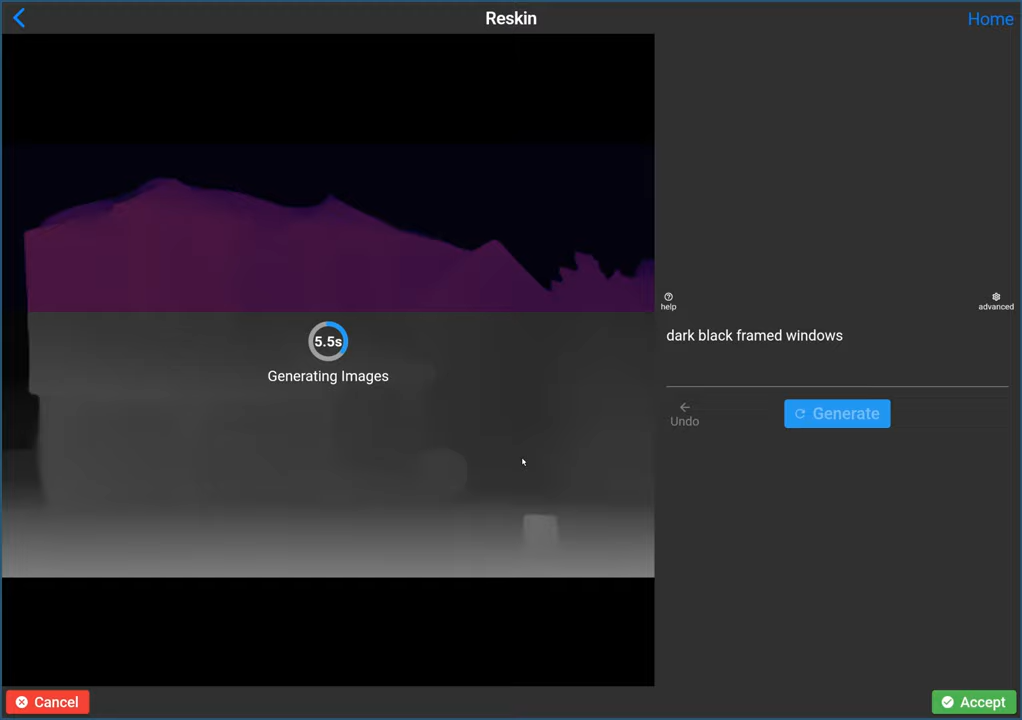 Reskin
Home
help
advanced
dark black framed windows
5.5s
Generating Images
Undo
Generate
Cancel
Accept